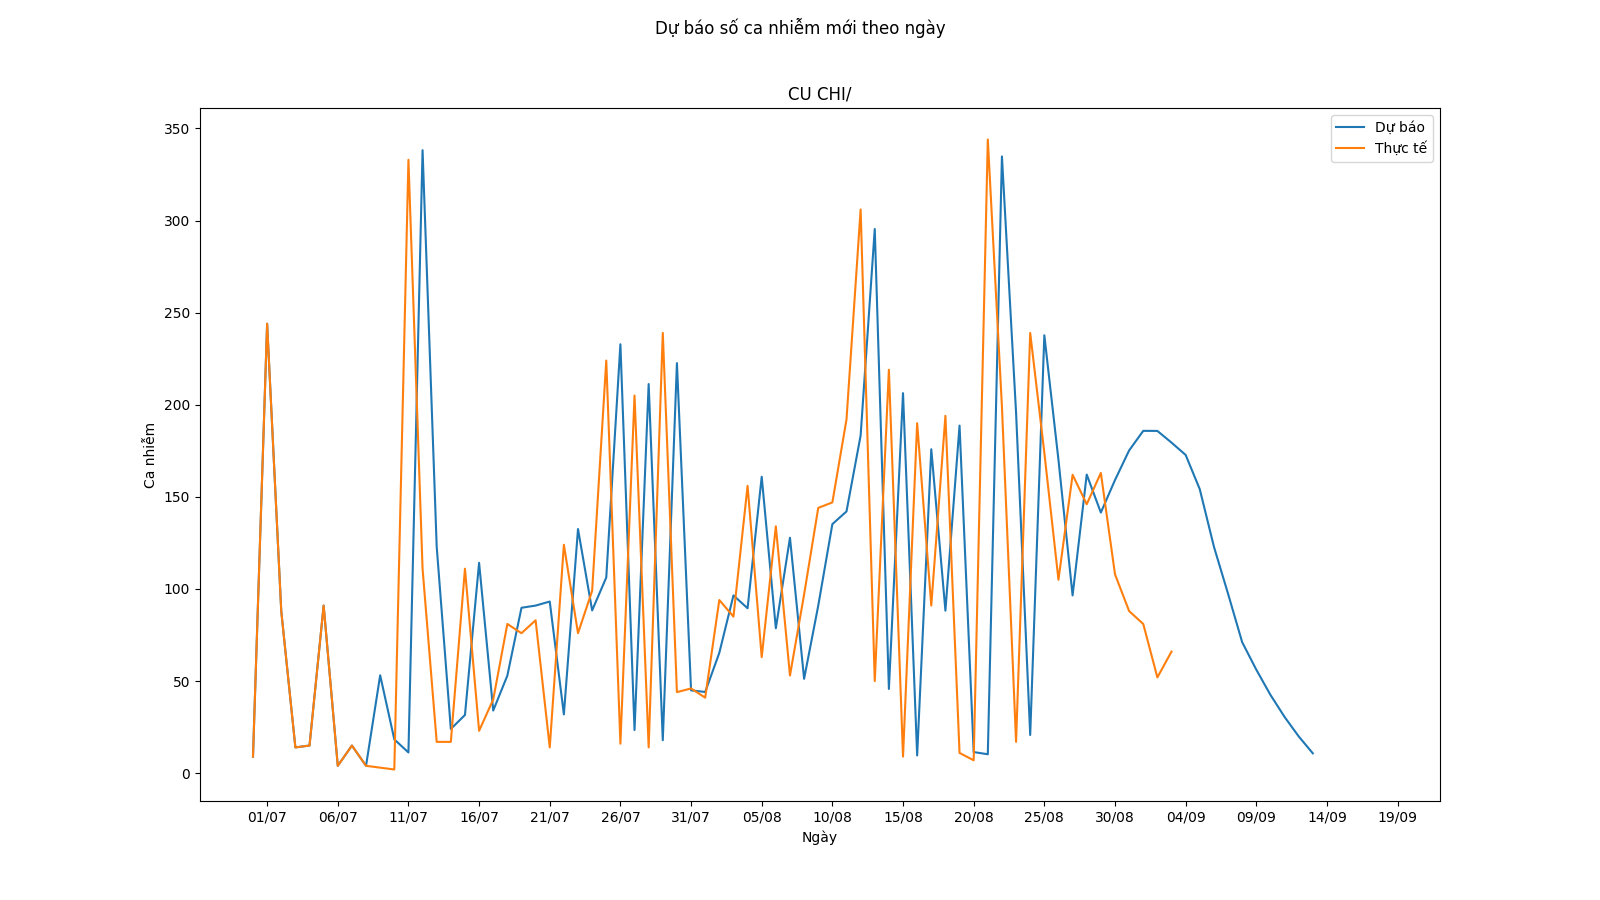 Dự báo số ca nhiễm mới theo ngày
CU CHI/
Dự báo
Thực tế
350
300
250
200
150
100
50
0
Ca nhiễm
01/07 06/07 11/07 16/07 21/07 26/07 31/07 05/08 10/08 15/08 20/08 25/08 30/08 04/09 09/09 14/09 19/09
Ngày